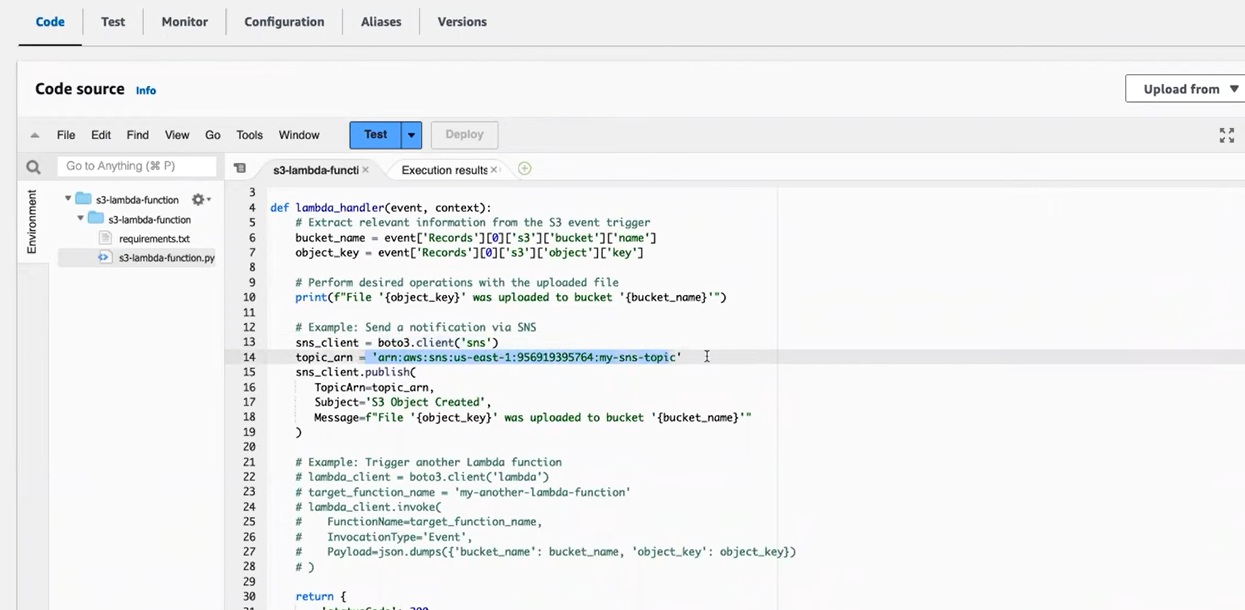 Code Test Monitor Configuration Aliases Versions
Code source Info
Upload from
File Edit Find View Go Tools Window Test Deploy
Go to Anything (⌘ P)
s3-lambda-functi × Execution results ×
Environment
s3-lambda-function
s3-lambda-function
requirements.txt
s3-lambda-function.py
3
4 def lambda_handler(event, context):
5 # Extract relevant information from the S3 event trigger
6 bucket_name = event['Records'][0]['s3']['bucket']['name']
7 object_key = event['Records'][0]['s3']['object']['key']
8
9 # Perform desired operations with the uploaded file
10 print(f"File '{object_key}' was uploaded to bucket '{bucket_name}'")
11
12 # Example: Send a notification via SNS
13 sns_client = boto3.client('sns')
14 topic_arn = 'arn:aws:sns:us-east-1:956919395764:my-sns-topic'
15 sns_client.publish(
16 TopicArn=topic_arn,
17 Subject='S3 Object Created',
18 Message=f"File '{object_key}' was uploaded to bucket '{bucket_name}'"
19 )
20
21 # Example: Trigger another Lambda function
22 # lambda_client = boto3.client('lambda')
23 # target_function_name = 'my-another-lambda-function'
24 # lambda_client.invoke(
25 # FunctionName=target_function_name,
26 # InvocationType='Event',
27 # Payload=json.dumps({'bucket_name': bucket_name, 'object_key': object_key})
28 # )
29
30 return {